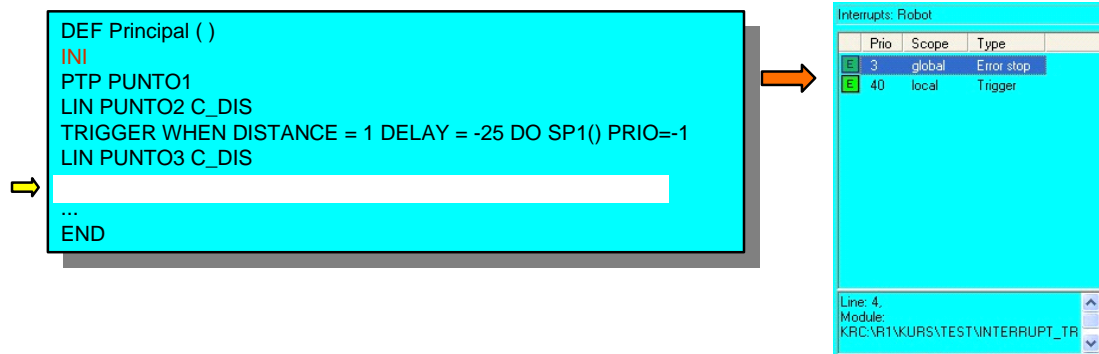 DEF Principal ( )
INI
PTP PUNTO1
LIN PUNTO2 C_DIS
TRIGGER WHEN DISTANCE = 1 DELAY = -25 DO SP1() PRIO=-1
LIN PUNTO3 C_DIS
...
END
Interrupts: Robot
Prio Scope Type
E 3 global Error stop
E 40 local Trigger
Line: 4,
Module:
KRC:\R1\KURS\TEST\INTERRUPT_TR